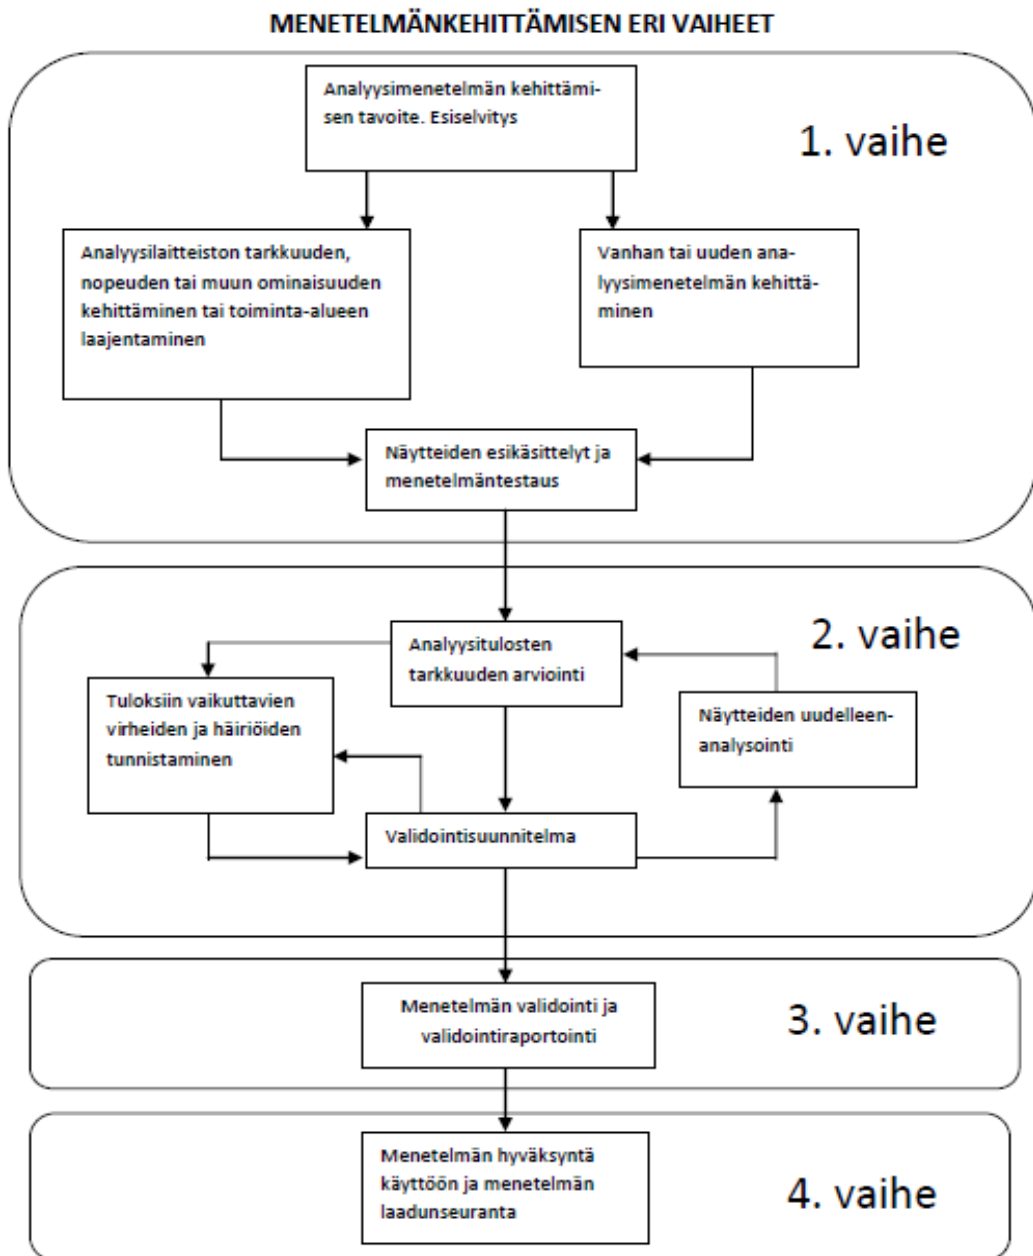 MENETELMÄNKEHITTÄMISEN ERI VAIHEET
Analyysimenetelmän kehittämi-
sen tavoite. Esiselvitys
1. vaihe
Analyysilaitteiston tarkkuuden,
nopeuden tai muun ominaisuuden
kehittäminen tai toiminta-alueen
laajentaminen
Vanhan tai uuden ana-
lyysimenetelmän kehittä-
minen
Näytteiden esikäsittelyt ja
menetelmäntestaus
2. vaihe
Analyysitulosten
tarkkuuden arviointi
Tuloksiin vaikuttavien
virheiden ja häiriöiden
tunnistaminen
Näytteiden uudelleen-
analysointi
Validointisuunnitelma
Menetelmän validointi ja
validointiraportointi
3. vaihe
Menetelmän hyväksyntä
käyttöön ja menetelmän
laadunseuranta
4. vaihe